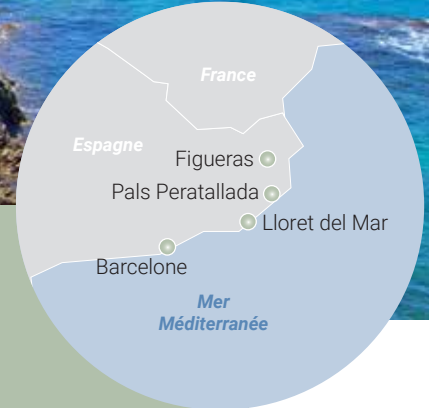 France
Espagne
Figueras
Pals Peratallada
Lloret del Mar
Barcelone
Mer
Méditerranée